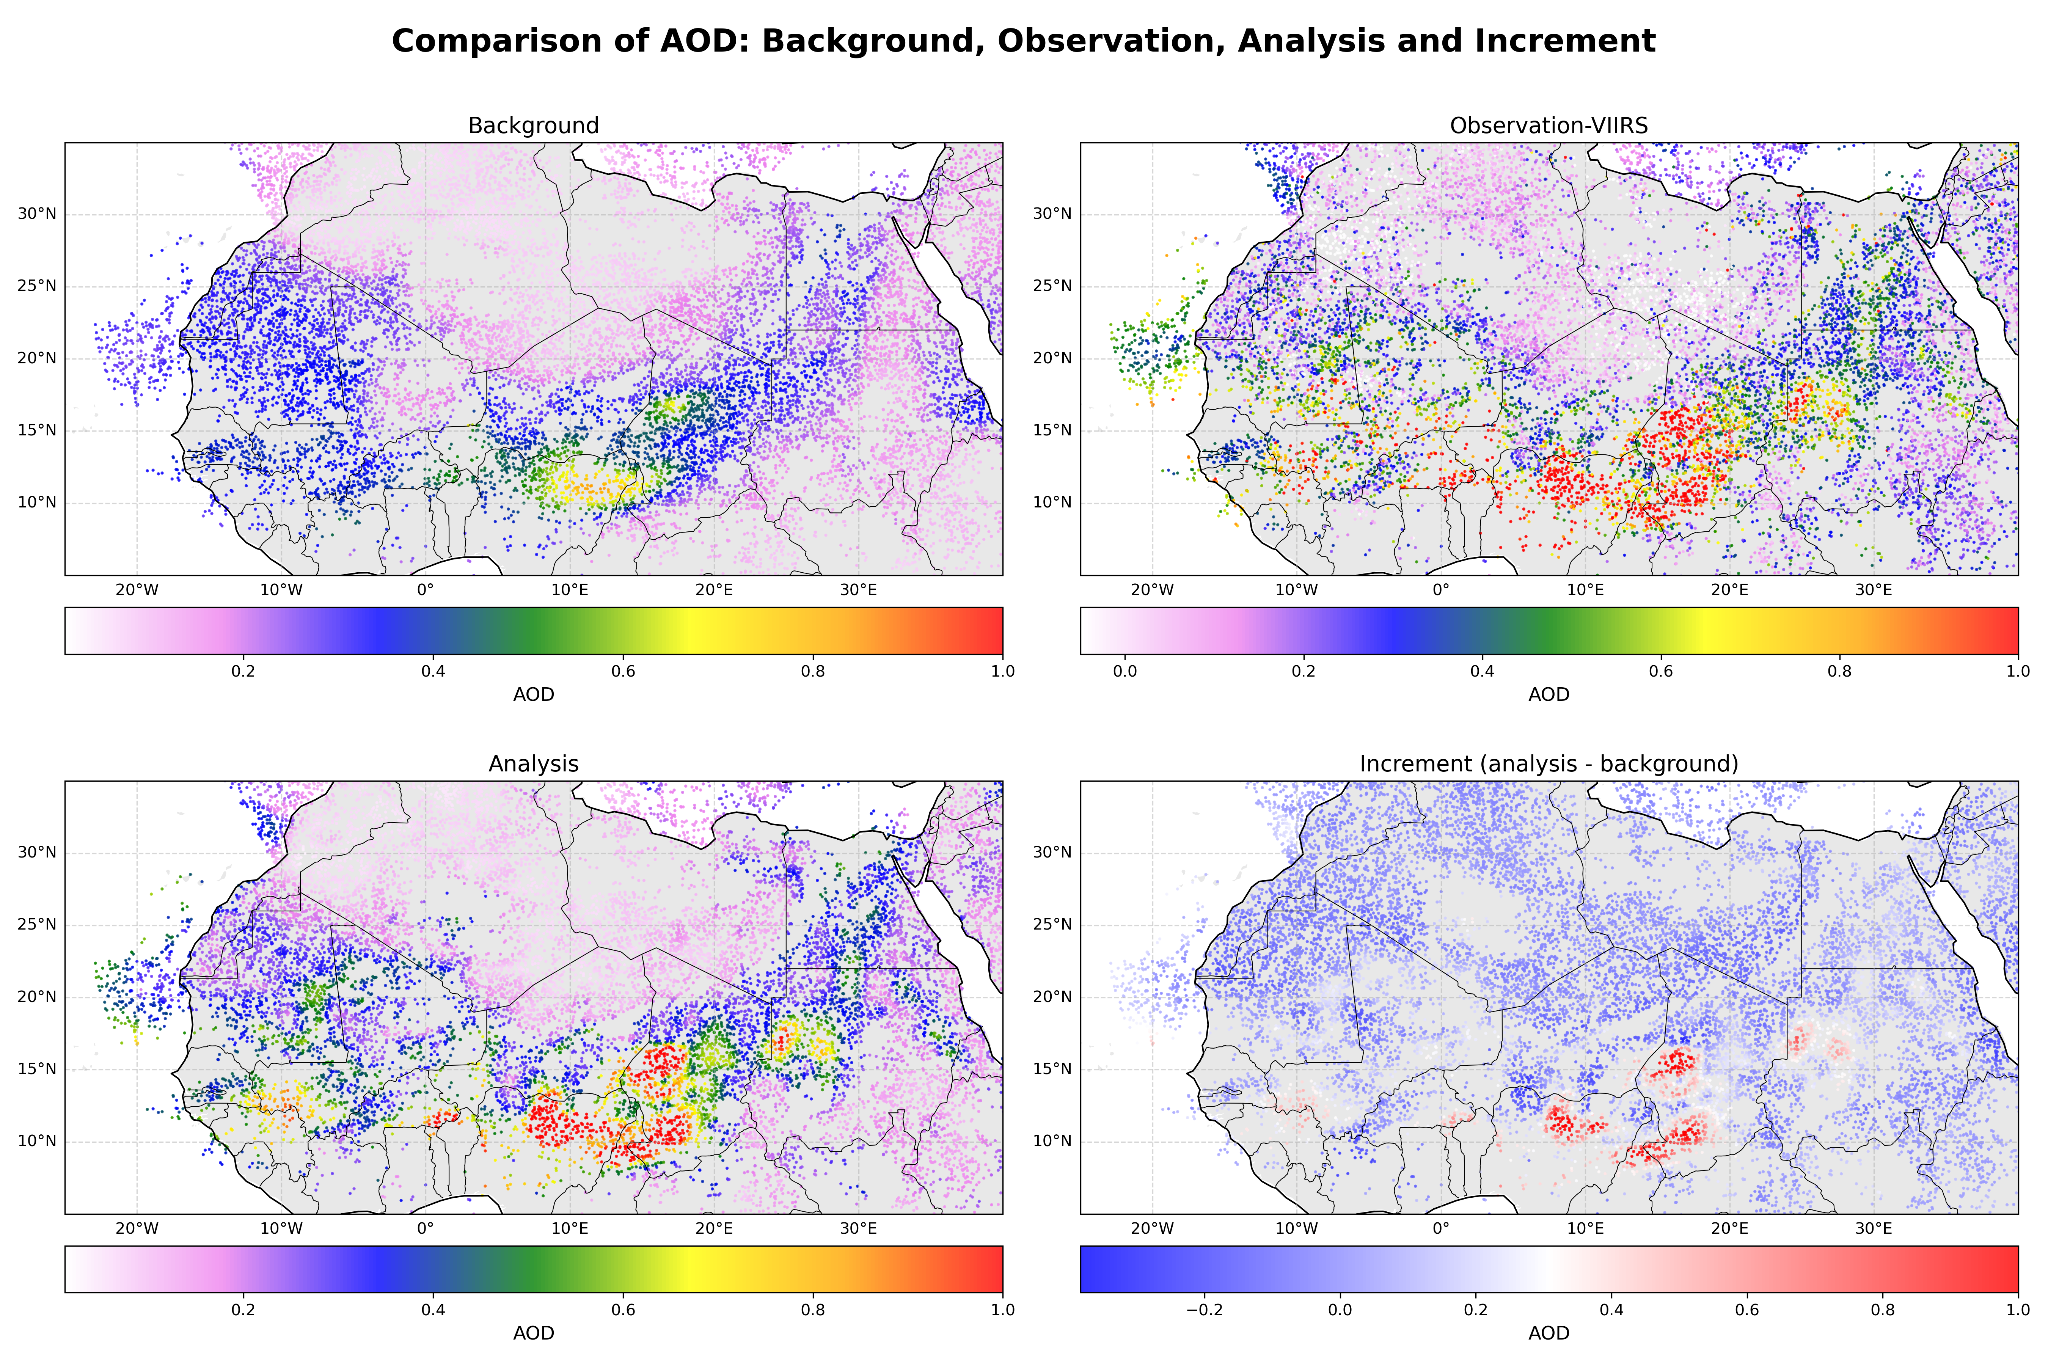 Comparison of AOD: Background, Observation, Analysis and Increment
Background
30°N
25°N
20°N
15°N
10°N
20°W 10°W 0° 10°E 20°E 30°E
0.2 0.4 0.6 0.8 1.0
AOD
Observation-VIIRS
30°N
25°N
20°N
15°N
10°N
20°W 10°W 0° 10°E 20°E 30°E
0.0 0.2 0.4 0.6 0.8 1.0
AOD
Analysis
30°N
25°N
20°N
15°N
10°N
20°W 10°W 0° 10°E 20°E 30°E
0.2 0.4 0.6 0.8 1.0
AOD
Increment (analysis - background)
30°N
25°N
20°N
15°N
10°N
20°W 10°W 0° 10°E 20°E 30°E
−0.2 0.0 0.2 0.4 0.6 0.8 1.0
AOD